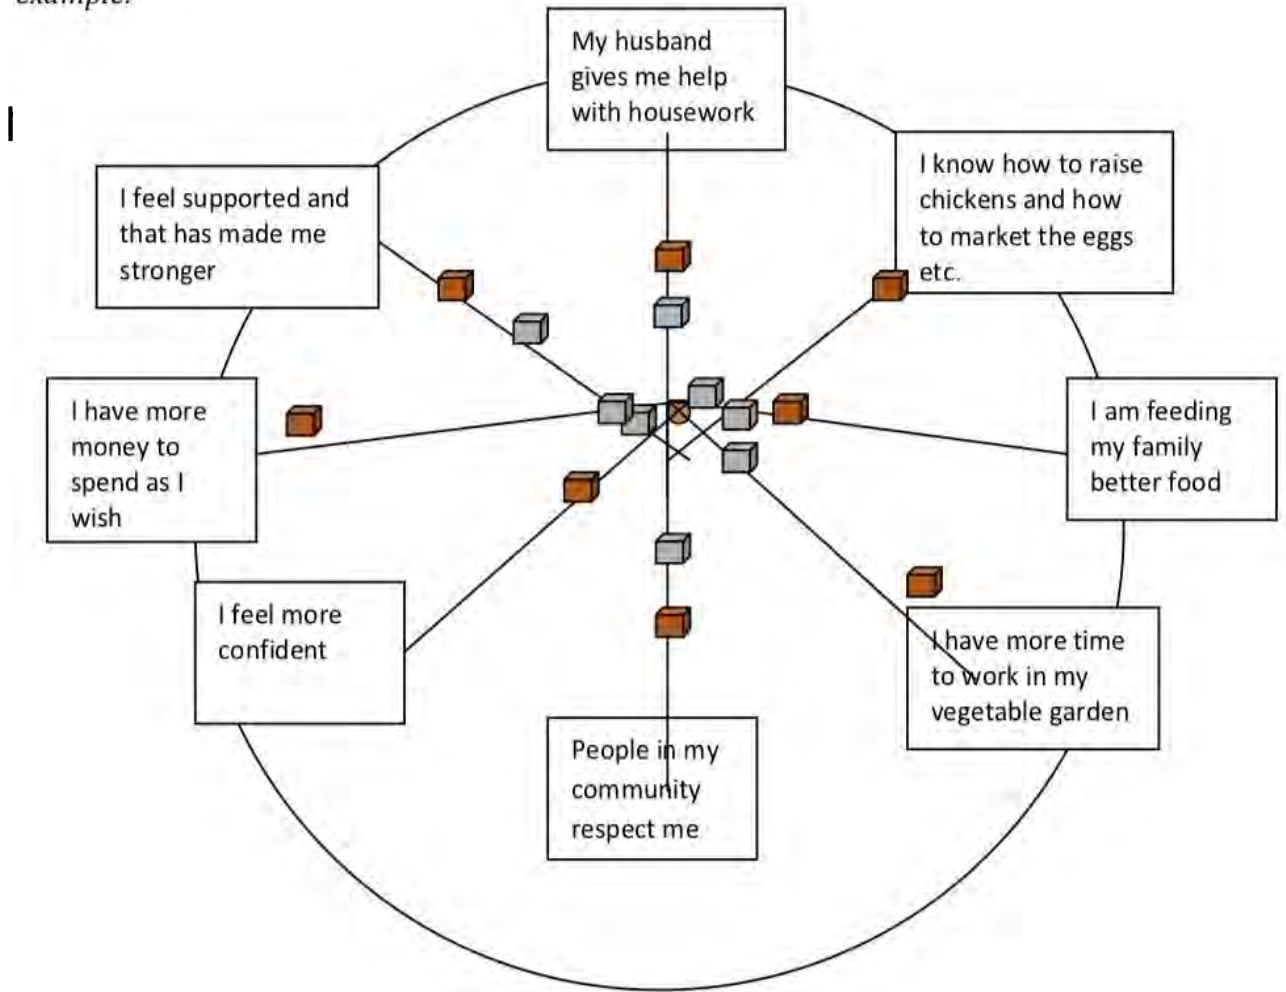 example:
My husband
gives me help
with housework
I know how to raise
chickens and how
to market the eggs
etc.
I feel supported and
that has made me
stronger
I have more
money to
spend as I
wish
I am feeding
my family
better food
I feel more
confident
I have more time
to work in my
vegetable garden
People in my
community
respect me